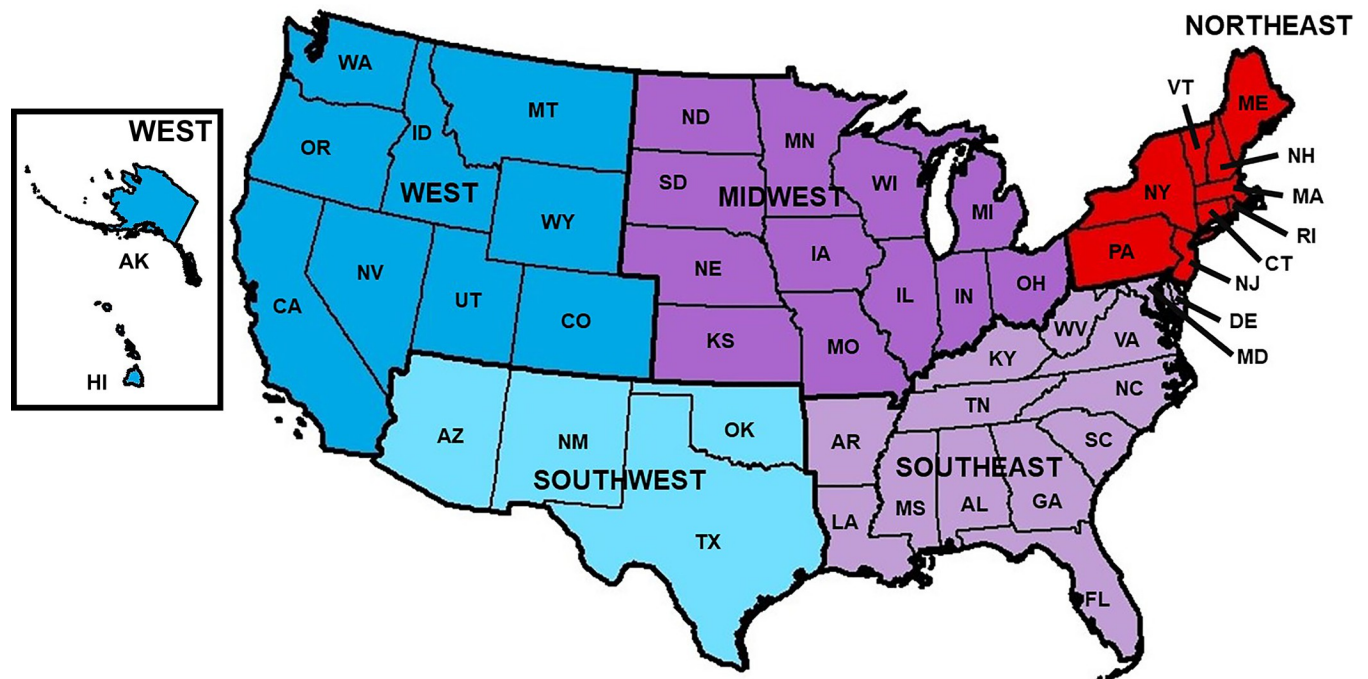 NORTHEAST
WA
MT
VT
ME
WEST
ND
MN
OR
ID
NH
WI
NY
SD
WEST
MIDWEST
MA
MI
WY
RI
PA
IA
AK
NV
NE
CT
OH
NJ
UT
CA
IL
IN
CO
DE
WV
KS
VA
MO
MD
KY
HI
NC
TN
AZ
NM
OK
AR
SC
SOUTHWEST
SOUTHEAST
GA
AL
MS
LA
TX
FL